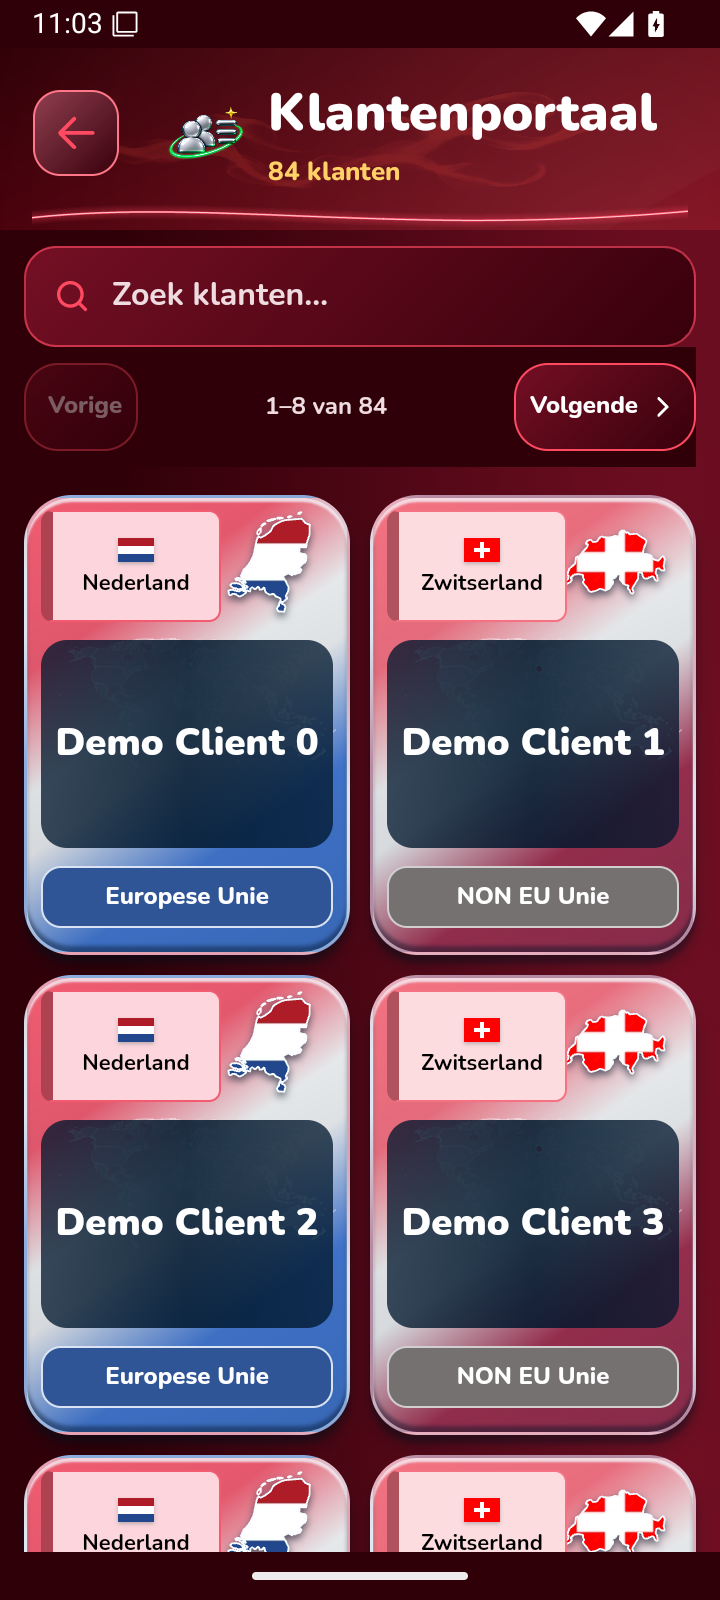 11:03
Klantenportaal
84 klanten
Zoek klanten...
Vorige
1–8 van 84
Volgende
Nederland
Zwitserland
Demo Client 0
Demo Client 1
Europese Unie
NON EU Unie
Nederland
Zwitserland
Demo Client 2
Demo Client 3
Europese Unie
NON EU Unie
Nederland
Zwitserland